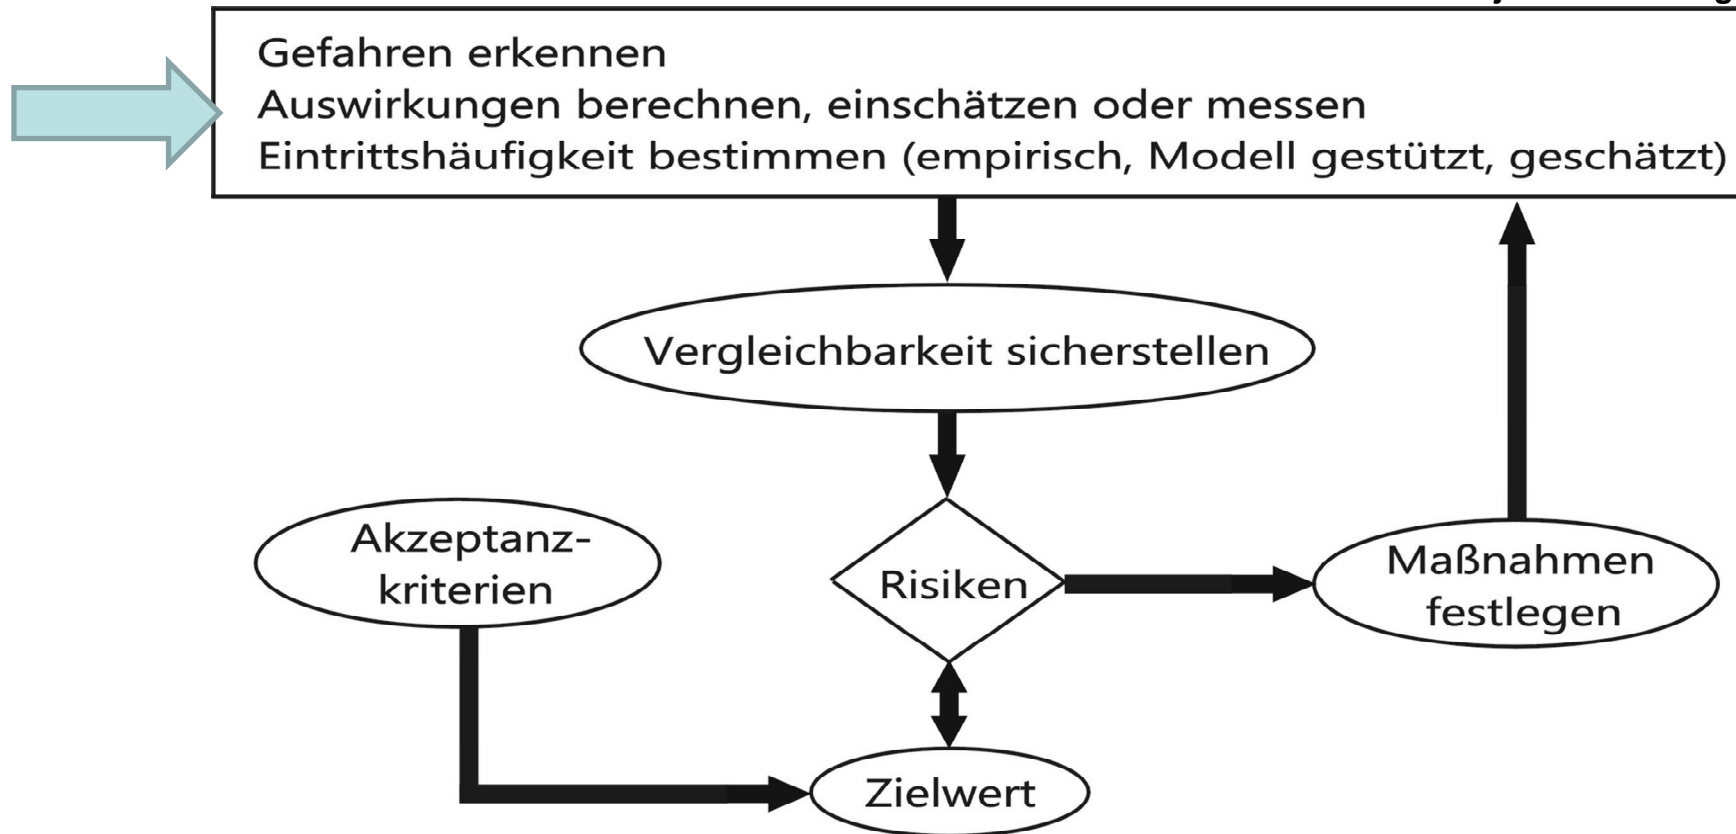 Gefahren erkennen
Auswirkungen berechnen, einschätzen oder messen
Eintrittshäufigkeit bestimmen (empirisch, Modell gestützt, geschätzt)
Vergleichbarkeit sicherstellen
Akzeptanz-
kriterien
Risiken
Maßnahmen
festlegen
Zielwert